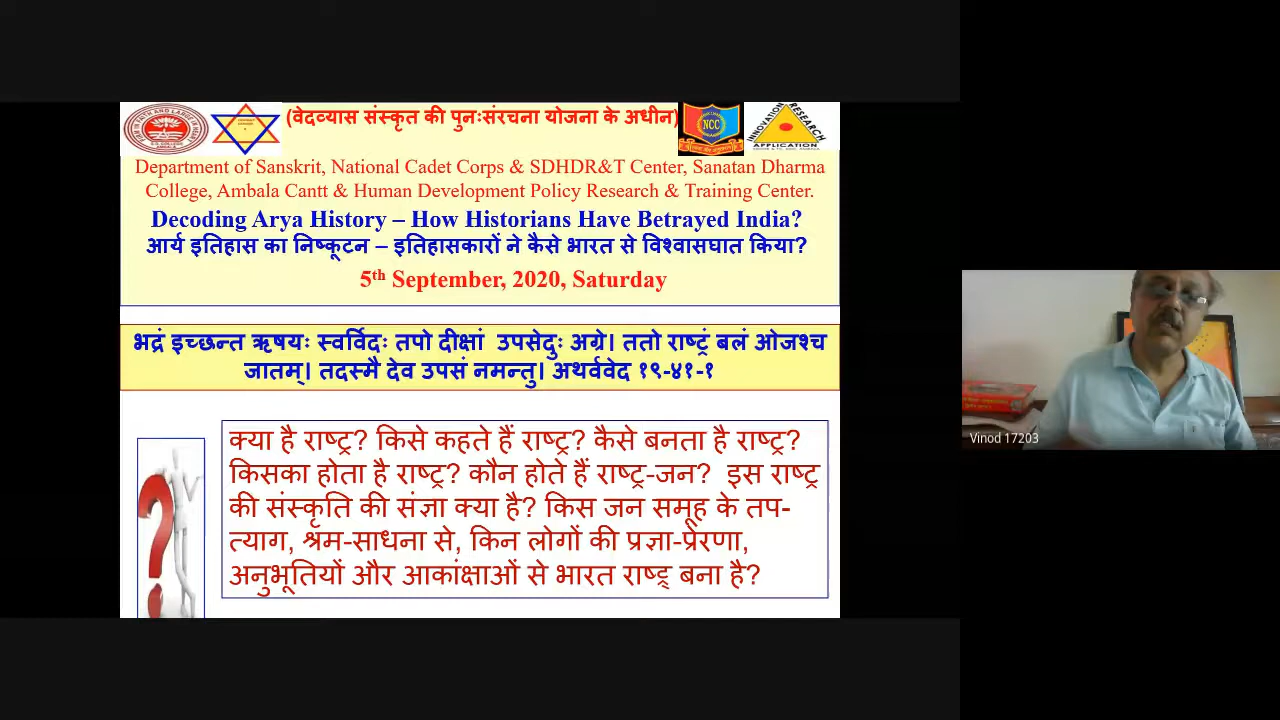 (वेदव्यास संस्कृत की पुनःसंरचना योजना के अधीन)
NCC
INNOVATION RESEARCH
APPLICATION
Department of Sanskrit, National Cadet Corps & SDHDR&T Center, Sanatan Dharma
College, Ambala Cantt & Human Development Policy Research & Training Center.
Decoding Arya History – How Historians Have Betrayed India?
आर्य इतिहास का निष्कूटन – इतिहासकारों ने कैसे भारत से विश्वासघात किया?
5th September, 2020, Saturday
भद्रं इच्छन्त ऋषयः स्वर्विदः तपो दीक्षां उपसेदुः अग्रे। ततो राष्ट्रं बलं ओजश्च
जातम्। तदस्मै देव उपसं नमन्तु। अथर्ववेद १९-४१-१
क्या है राष्ट्र? किसे कहते हैं राष्ट्र? कैसे बनता है राष्ट्र?
किसका होता है राष्ट्र? कौन होते हैं राष्ट्र-जन? इस राष्ट्र
की संस्कृति की संज्ञा क्या है? किस जन समूह के तप-
त्याग, श्रम-साधना से, किन लोगों की प्रज्ञा-प्रेरणा,
अनुभूतियों और आकांक्षाओं से भारत राष्ट्र बना है?
Vinod 17203